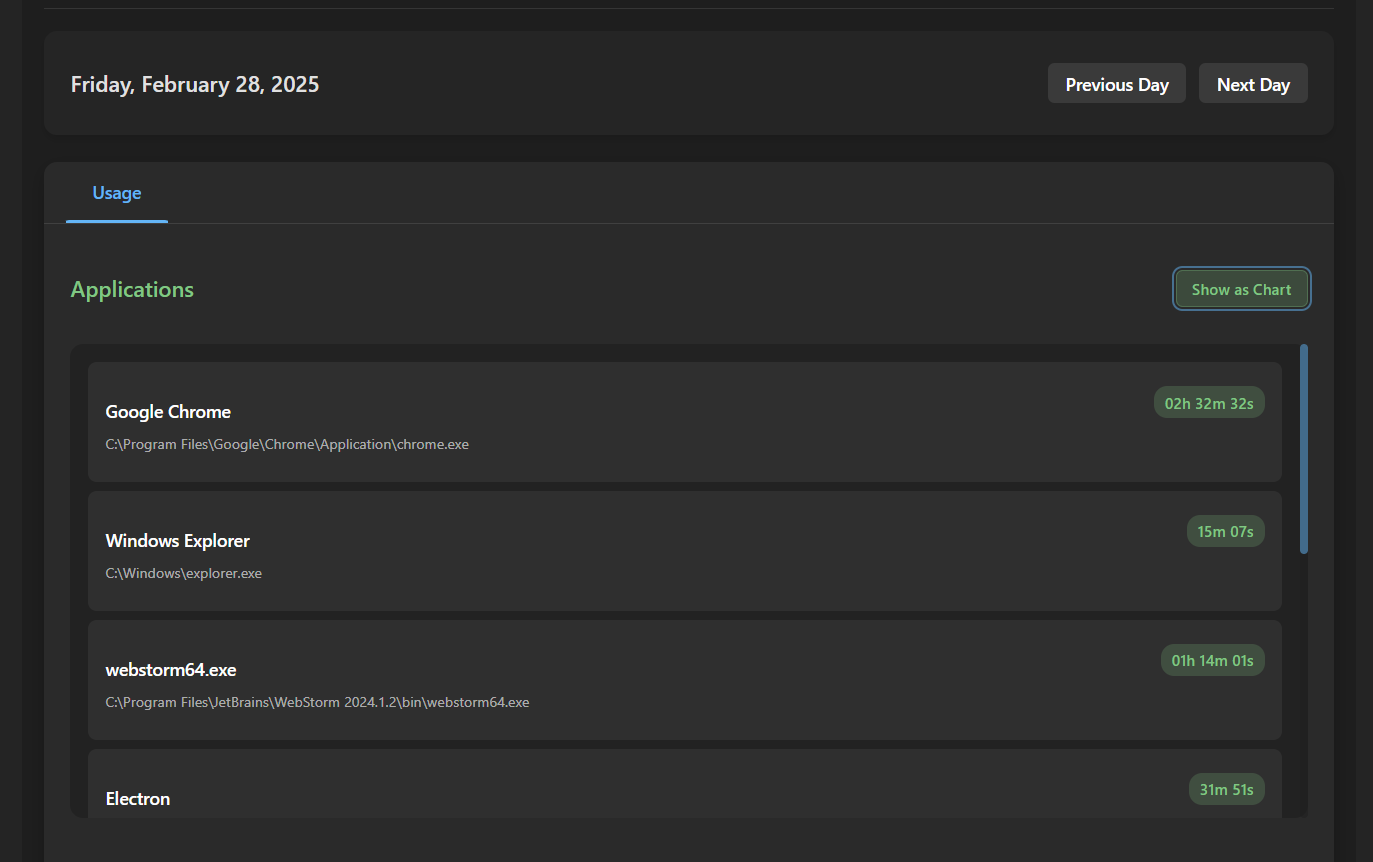 Friday, February 28, 2025
Previous Day
Next Day
Usage
Applications
Show as Chart
Google Chrome
02h 32m 32s
C:\Program Files\Google\Chrome\Application\chrome.exe
Windows Explorer
15m 07s
C:\Windows\explorer.exe
webstorm64.exe
01h 14m 01s
C:\Program Files\JetBrains\WebStorm 2024.1.2\bin\webstorm64.exe
Electron
31m 51s